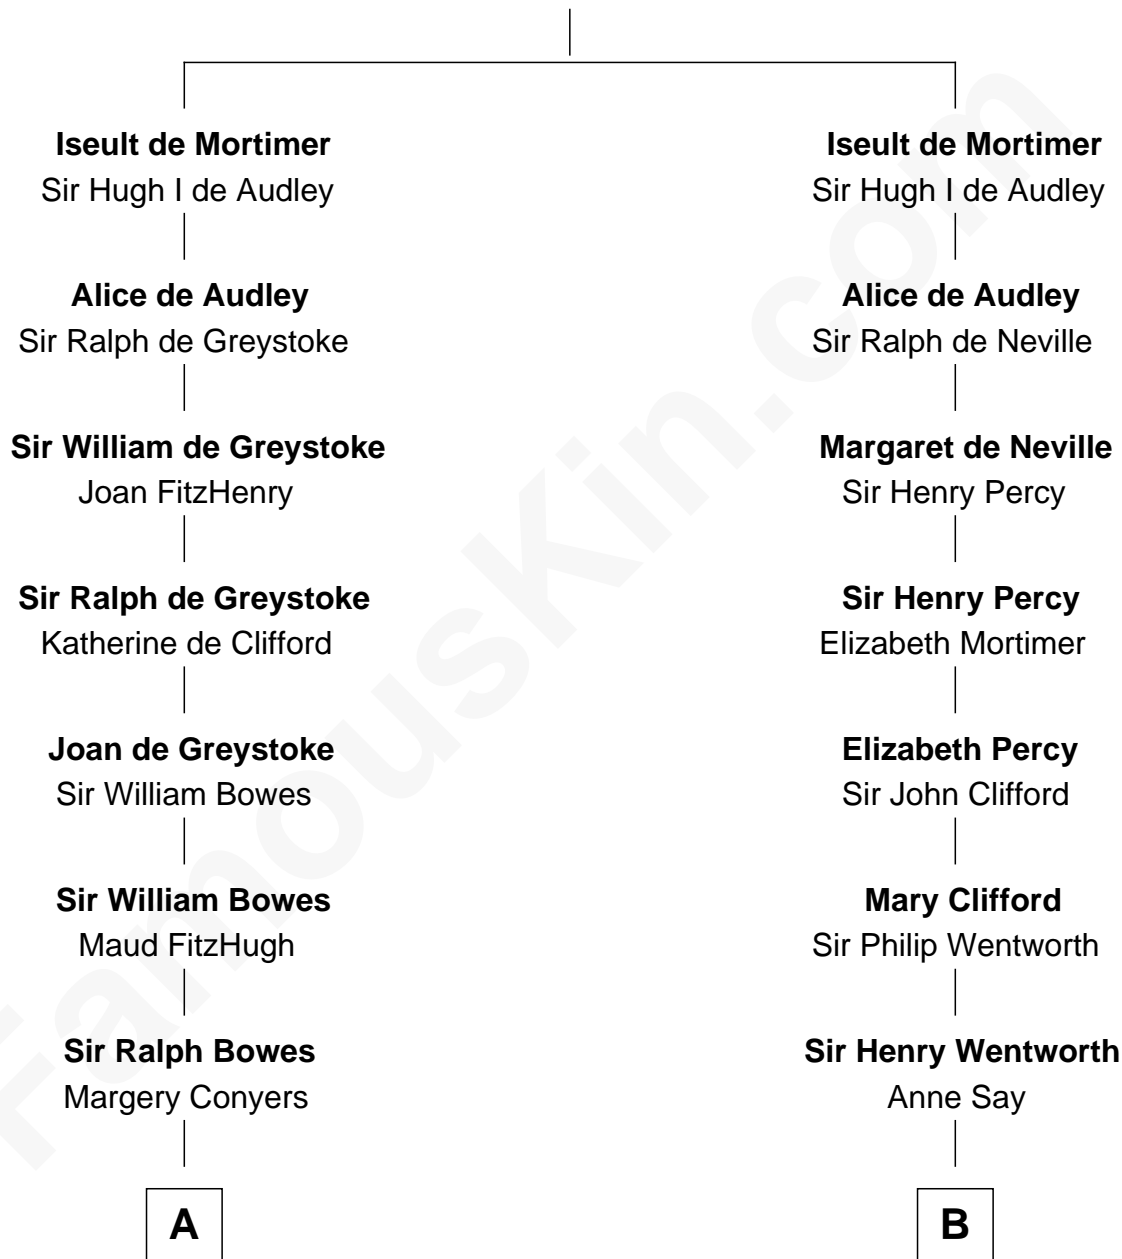 Iseult de Mortimer
Sir Hugh I de Audley
Alice de Audley
Sir Ralph de Greystoke
Sir William de Greystoke
Joan FitzHenry
Sir Ralph de Greystoke
Katherine de Clifford
Joan de Greystoke
Sir William Bowes
Sir William Bowes
Maud FitzHugh
Sir Ralph Bowes
Margery Conyers
A
Iseult de Mortimer
Sir Hugh I de Audley
Alice de Audley
Sir Ralph de Neville
Margaret de Neville
Sir Henry Percy
Sir Henry Percy
Elizabeth Mortimer
Elizabeth Percy
Sir John Clifford
Mary Clifford
Sir Philip Wentworth
Sir Henry Wentworth
Anne Say
B
FamousKin.com